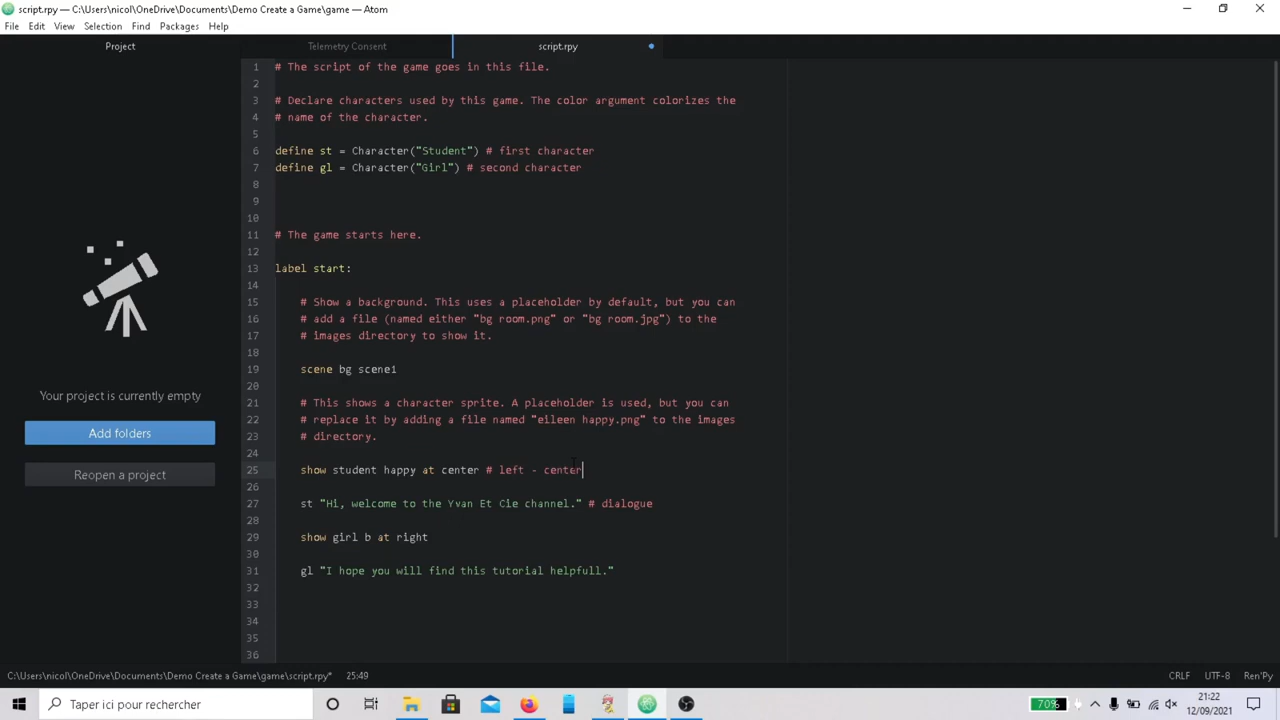 script.rpy — C:\Users\nicol\OneDrive\Documents\Demo Create a Game\game — Atom
File Edit View Selection Find Packages Help
Project Telemetry Consent script.rpy
1 # The script of the game goes in this file.
2
3 # Declare characters used by this game. The color argument colorizes the
4 # name of the character.
5
6 define st = Character("Student") # first character
7 define gl = Character("Girl") # second character
8
9
10
11 # The game starts here.
12
13 label start:
14
15 # Show a background. This uses a placeholder by default, but you can
16 # add a file (named either "bg room.png" or "bg room.jpg") to the
17 # images directory to show it.
18
19 scene bg scene1
20
21 # This shows a character sprite. A placeholder is used, but you can
22 # replace it by adding a file named "eileen happy.png" to the images
23 # directory.
24
25 show student happy at center # left - center
26
27 st "Hi, welcome to the Yvan Et Cie channel." # dialogue
28
29 show girl b at right
30
31 gl "I hope you will find this tutorial helpfull."
32
33
34
35
36
Your project is currently empty
Add folders
Reopen a project
C:\Users\nicol\OneDrive\Documents\Demo Create a Game\game\script.rpy* 25:49 CRLF UTF-8 Ren'Py
Taper ici pour rechercher
70%
21:22
12/09/2021